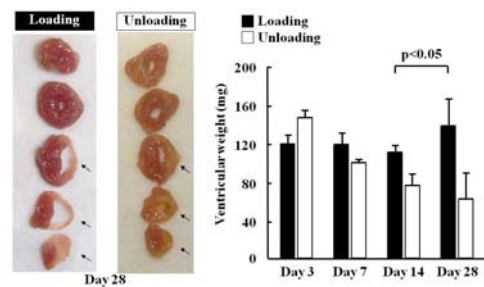 Loading
Unloading
Day 28
Loading
Unloading
p<0.05
Ventricular weight (mg)
200
160
120
80
40
0
Day 3
Day 7
Day 14
Day 28